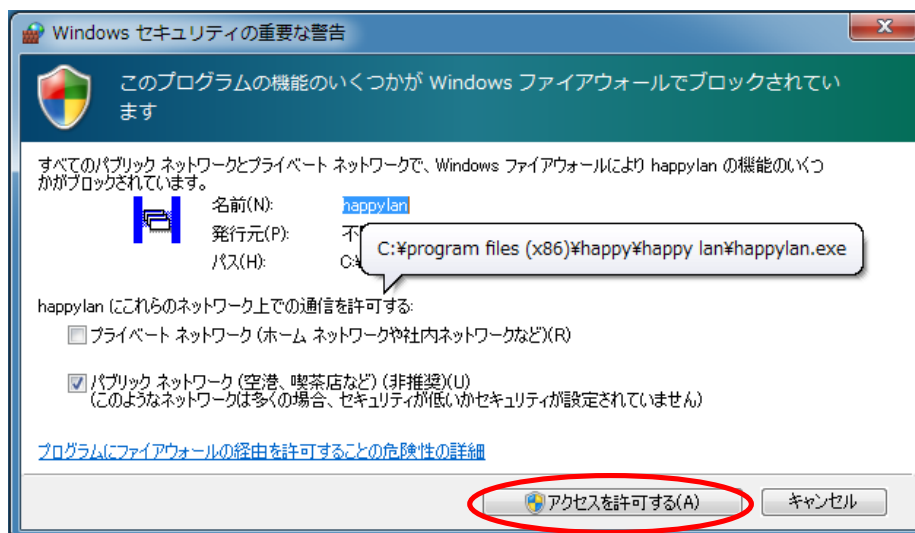 Windows セキュリティの重要な警告
このプログラムの機能のいくつかが Windows ファイアウォールでブロックされてい
ます
すべてのパブリック ネットワークとプライベート ネットワークで、Windows ファイアウォールにより happylan の機能のいくつ
かがブロックされています。
名前(N): happylan
発行元(P): 不
パス(H): C:¥
C:¥program files (x86)¥happy¥happy lan¥happylan.exe
happylan にこれらのネットワーク上での通信を許可する:
プライベート ネットワーク (ホーム ネットワークや社内ネットワークなど)(R)
パブリック ネットワーク (空港、喫茶店など) (非推奨)(U)
(このようなネットワークは多くの場合、セキュリティが低いかセキュリティが設定されていません)
プログラムにファイアウォールの経由を許可することの危険性の詳細
アクセスを許可する(A) キャンセル